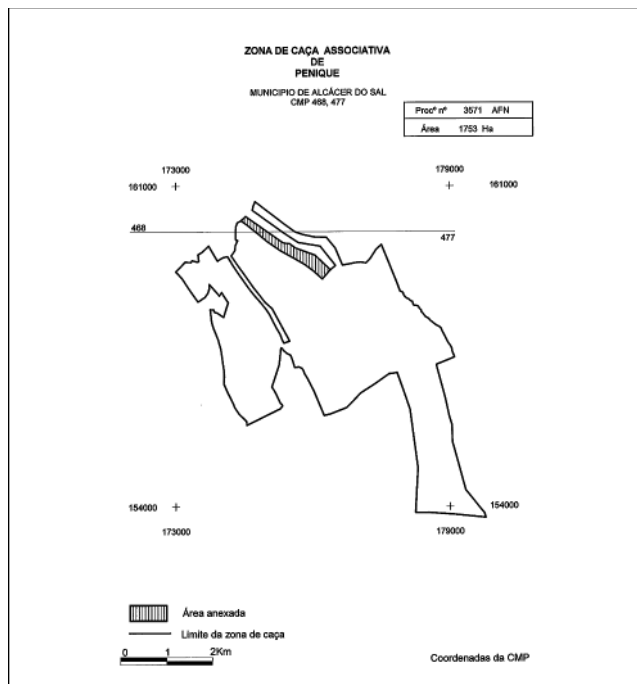 ZONA DE CAÇA ASSOCIATIVA
DE
PENIQUE
MUNICIPIO DE ALCÁCER DO SAL
CMP 468, 477
Procº nº 3571 AFN
Área 1753 Ha
173000 179000
161000 161000
468
477
154000 154000
173000 179000
Área anexada
Limite da zona de caça
0 1 2Km
Coordenadas da CMP